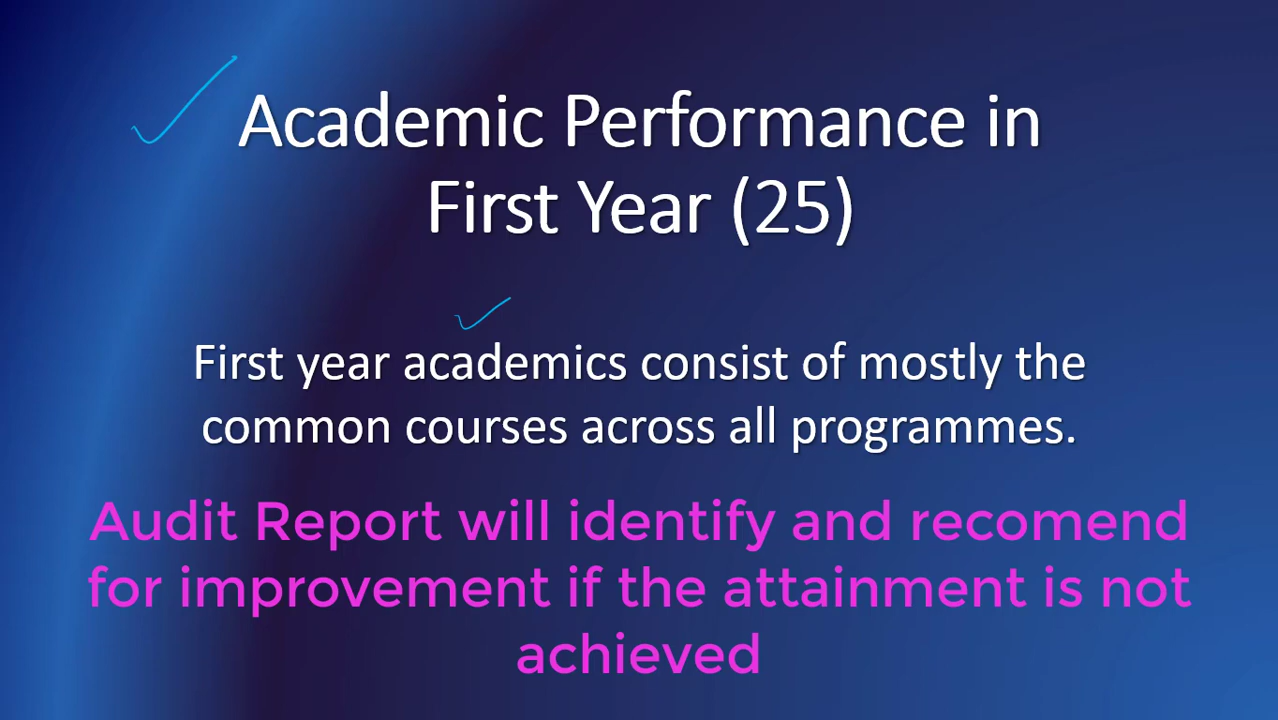 Academic Performance in
First Year (25)
First year academics consist of mostly the
common courses across all programmes.
Audit Report will identify and recomend
for improvement if the attainment is not
achieved